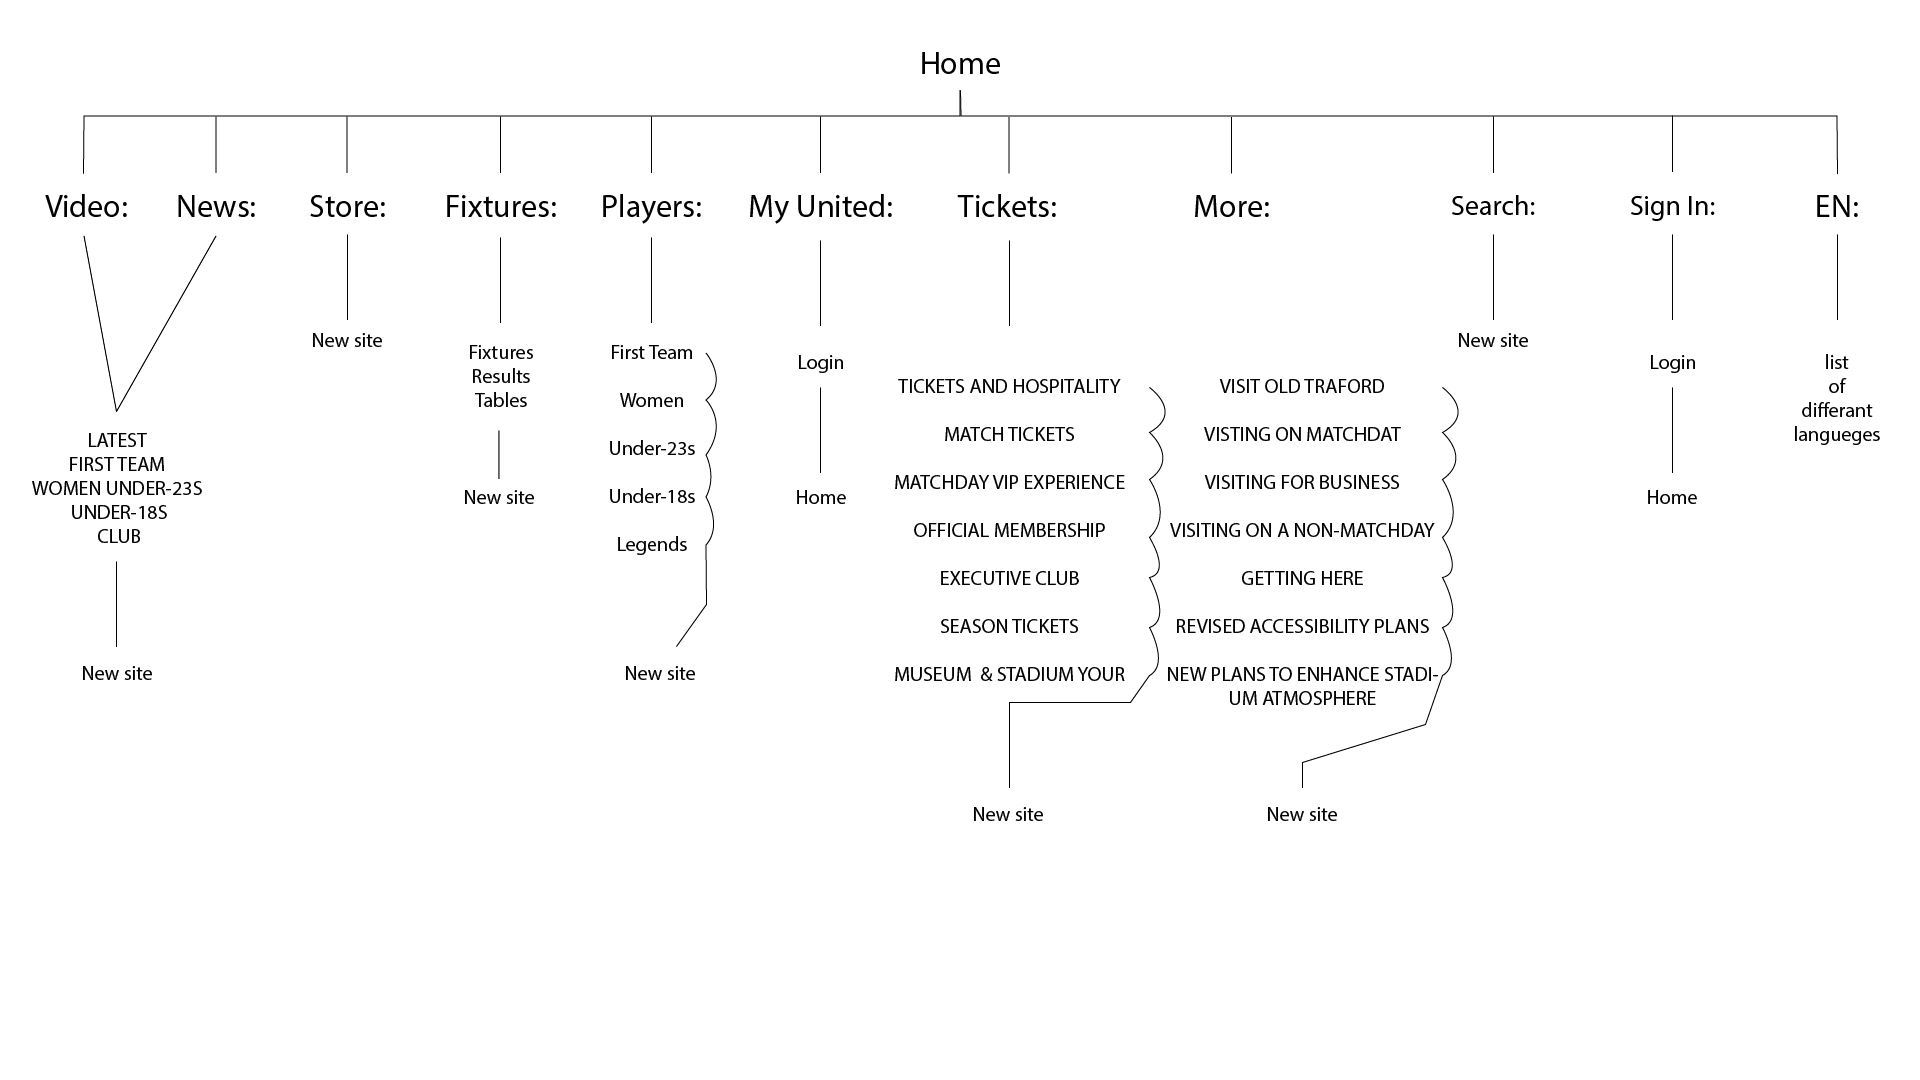 Home
Video:
News:
Store:
Fixtures:
Players:
My United:
Tickets:
More:
Search:
Sign In:
EN:
LATEST
FIRST TEAM
WOMEN UNDER-23S
UNDER-18S
CLUB
New site
New site
Fixtures
Results
Tables
New site
First Team
Women
Under-23s
Under-18s
Legends
New site
Login
Home
TICKETS AND HOSPITALITY
MATCH TICKETS
MATCHDAY VIP EXPERIENCE
OFFICIAL MEMBERSHIP
EXECUTIVE CLUB
SEASON TICKETS
MUSEUM  & STADIUM YOUR
New site
VISIT OLD TRAFORD
VISTING ON MATCHDAT
VISITING FOR BUSINESS
VISITING ON A NON-MATCHDAY
GETTING HERE
REVISED ACCESSIBILITY PLANS
NEW PLANS TO ENHANCE STADI-
UM ATMOSPHERE
New site
New site
Login
Home
list
of
differant
langueges